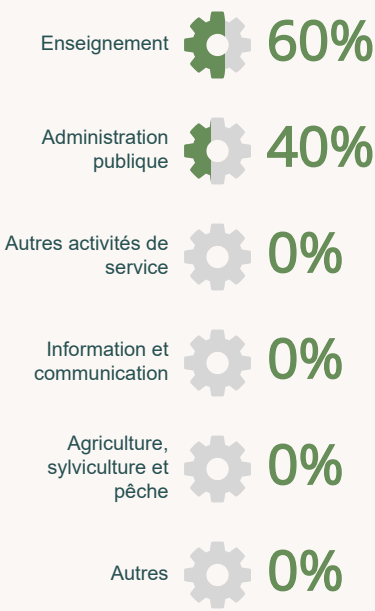 Enseignement 60%
Administration
publique 40%
Autres activités de
service 0%
Information et
communication 0%
Agriculture,
sylviculture et
pêche 0%
Autres 0%